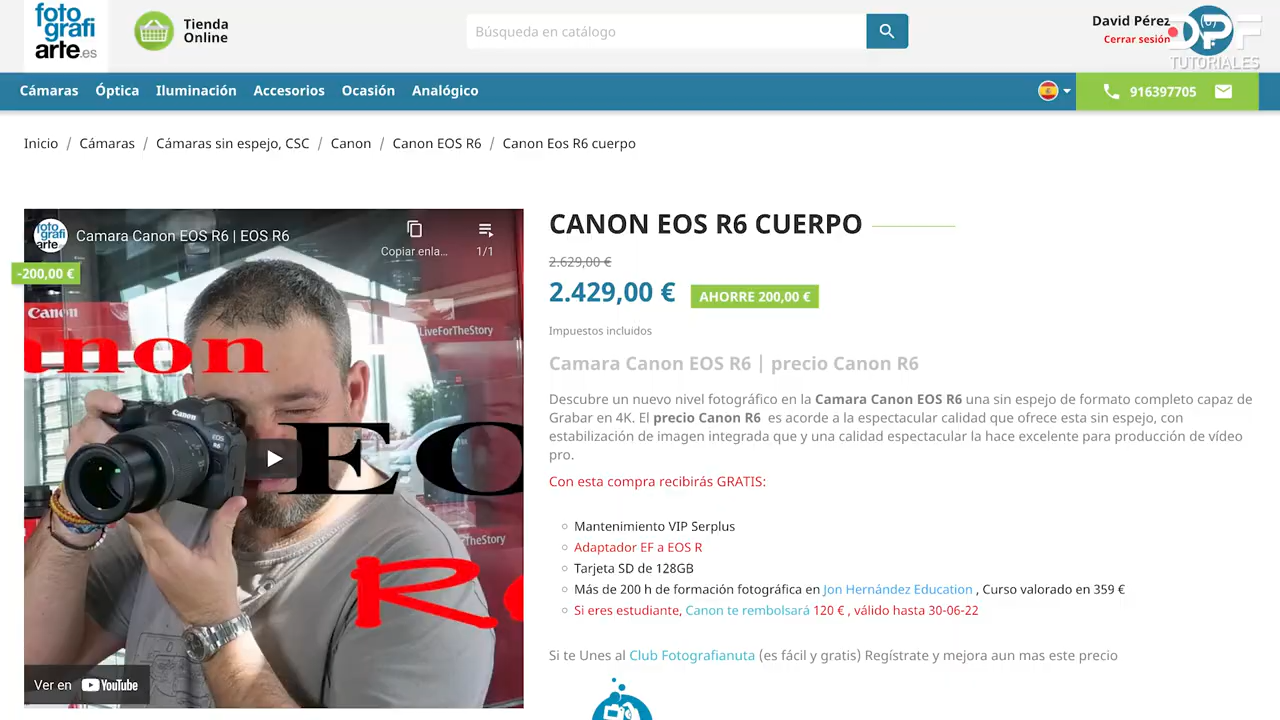 foto
grafi
arte.es
Tienda
Online
Búsqueda en catálogo
David Pérez
Cerrar sesión
DPF
TUTORIALES
Cámaras Óptica Iluminación Accesorios Ocasión Analógico
916397705
Inicio / Cámaras / Cámaras sin espejo, CSC / Canon / Canon EOS R6 / Canon Eos R6 cuerpo
foto
grafi
arte
Camara Canon EOS R6 | EOS R6
Copiar enla...
1/1
-200,00 €
Canon
LiveForTheStory
anon
Canon
EOS
R6
EO
R
TheStory
Ver en YouTube
CANON EOS R6 CUERPO
2.629,00 €
2.429,00 € AHORRE 200,00 €
Impuestos incluidos
Camara Canon EOS R6 | precio Canon R6
Descubre un nuevo nivel fotográfico en la Camara Canon EOS R6 una sin espejo de formato completo capaz de
Grabar en 4K. El precio Canon R6 es acorde a la espectacular calidad que ofrece esta sin espejo, con
estabilización de imagen integrada que y una calidad espectacular la hace excelente para producción de vídeo
pro.
Con esta compra recibirás GRATIS:
Mantenimiento VIP Serplus
Adaptador EF a EOS R
Tarjeta SD de 128GB
Más de 200 h de formación fotográfica en Jon Hernández Education , Curso valorado en 359 €
Si eres estudiante, Canon te rembolsará 120 € , válido hasta 30-06-22
Si te Unes al Club Fotografianuta (es fácil y gratis) Regístrate y mejora aun mas este precio